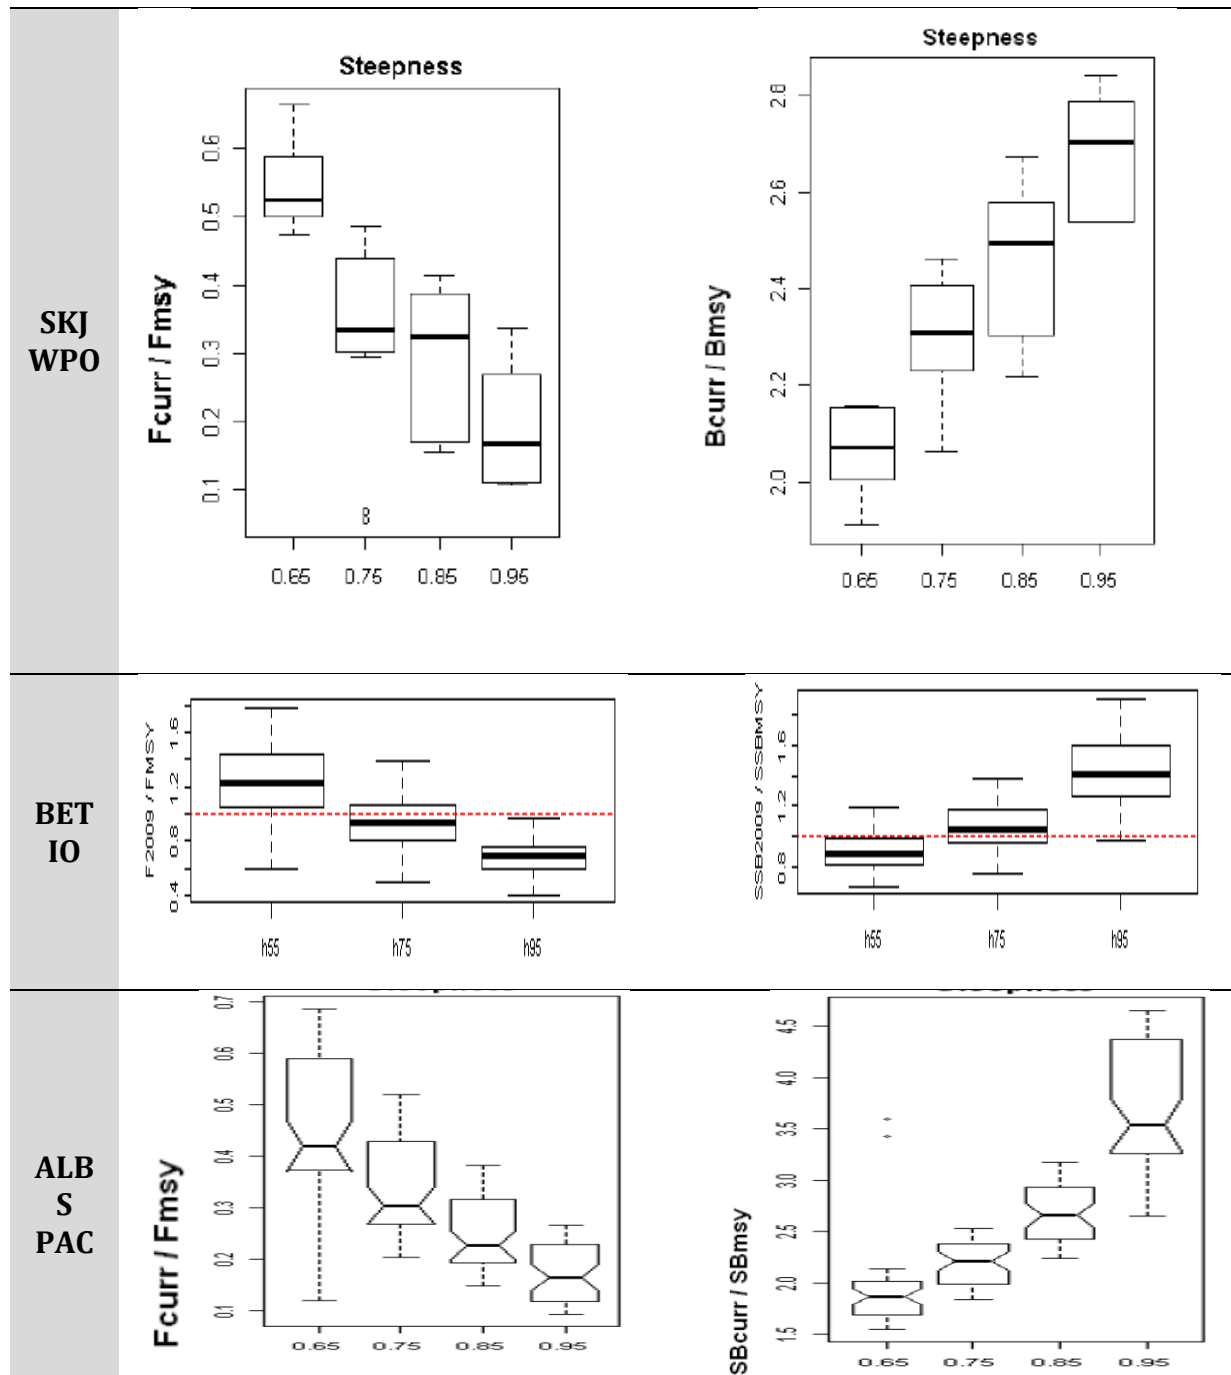 SKJ
WPO
Steepness
Fcurr / Fmsy
0.6
0.5
0.4
0.3
0.2
0.1
8
0.65 0.75 0.85 0.95
Steepness
Bcurr / Bmsy
2.8
2.6
2.4
2.2
2.0
0.65 0.75 0.85 0.95
BET
IO
F2009 / FMSY
1.6
1.2
0.8
0.4
h55 h75 h95
SSB2009 / SSBMSY
1.6
1.2
0.8
h55 h75 h95
ALB
S
PAC
Steepness
Fcurr / Fmsy
0.7
0.6
0.5
0.4
0.3
0.2
0.1
0.65 0.75 0.85 0.95
Steepness
SBcurr / SBmsy
4.5
4.0
3.5
3.0
2.5
2.0
1.5
0.65 0.75 0.85 0.95